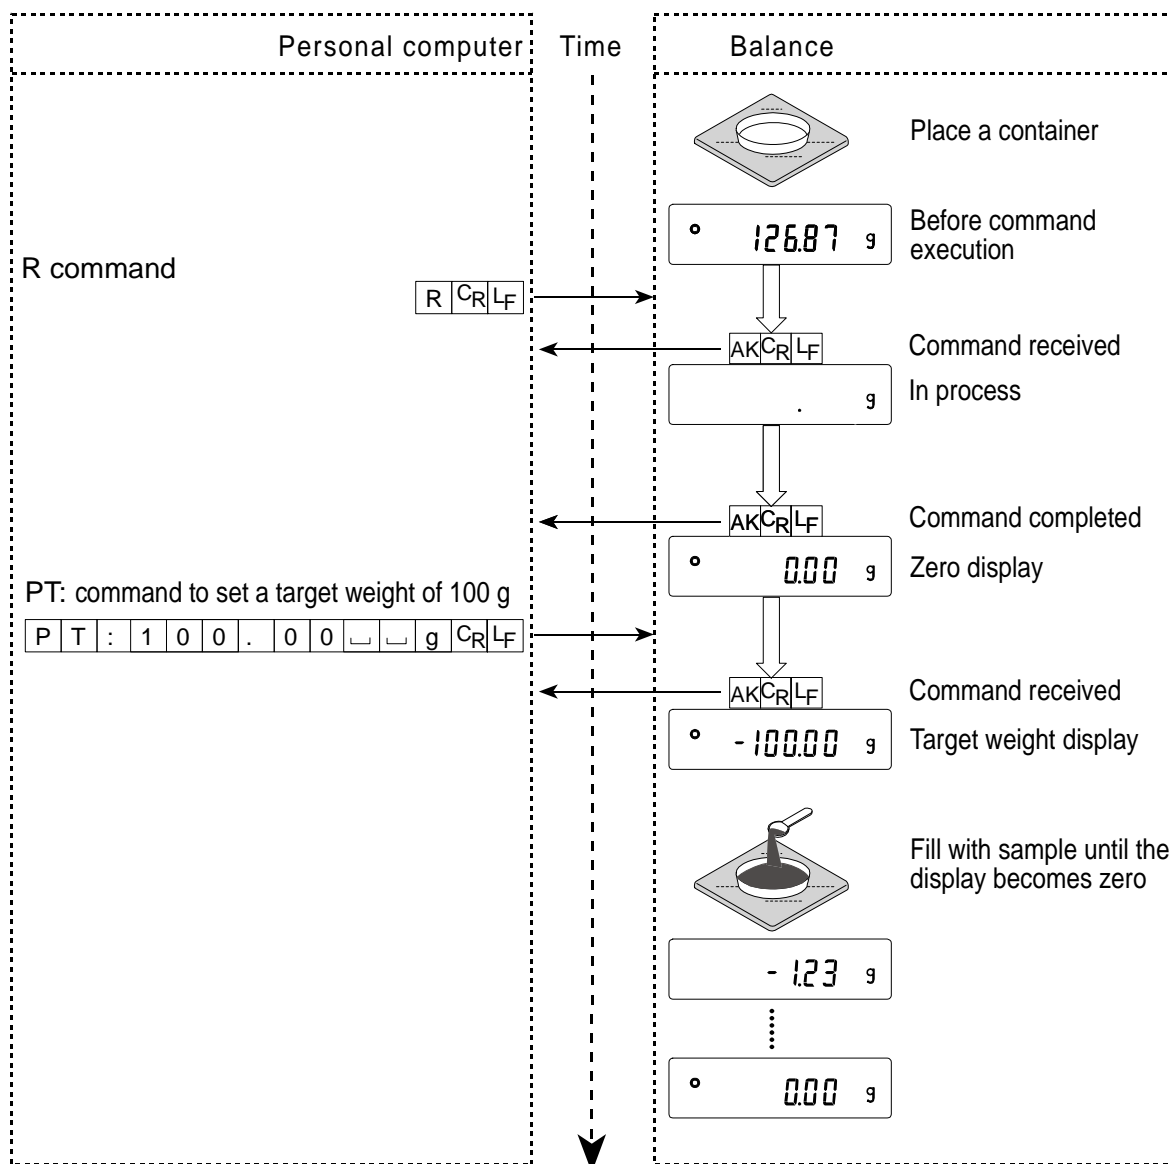 Personal computer Time Balance
Place a container
126.87 g
Before command
execution
R command
R CR LF
AK CR LF
Command received
. g
In process
AK CR LF
Command completed
0.00 g
Zero display
PT: command to set a target weight of 100 g
P T : 1 0 0 . 0 0 ⎵ ⎵ g CR LF
AK CR LF
Command received
-100.00 g
Target weight display
Fill with sample until the
display becomes zero
-1.23 g
0.00 g